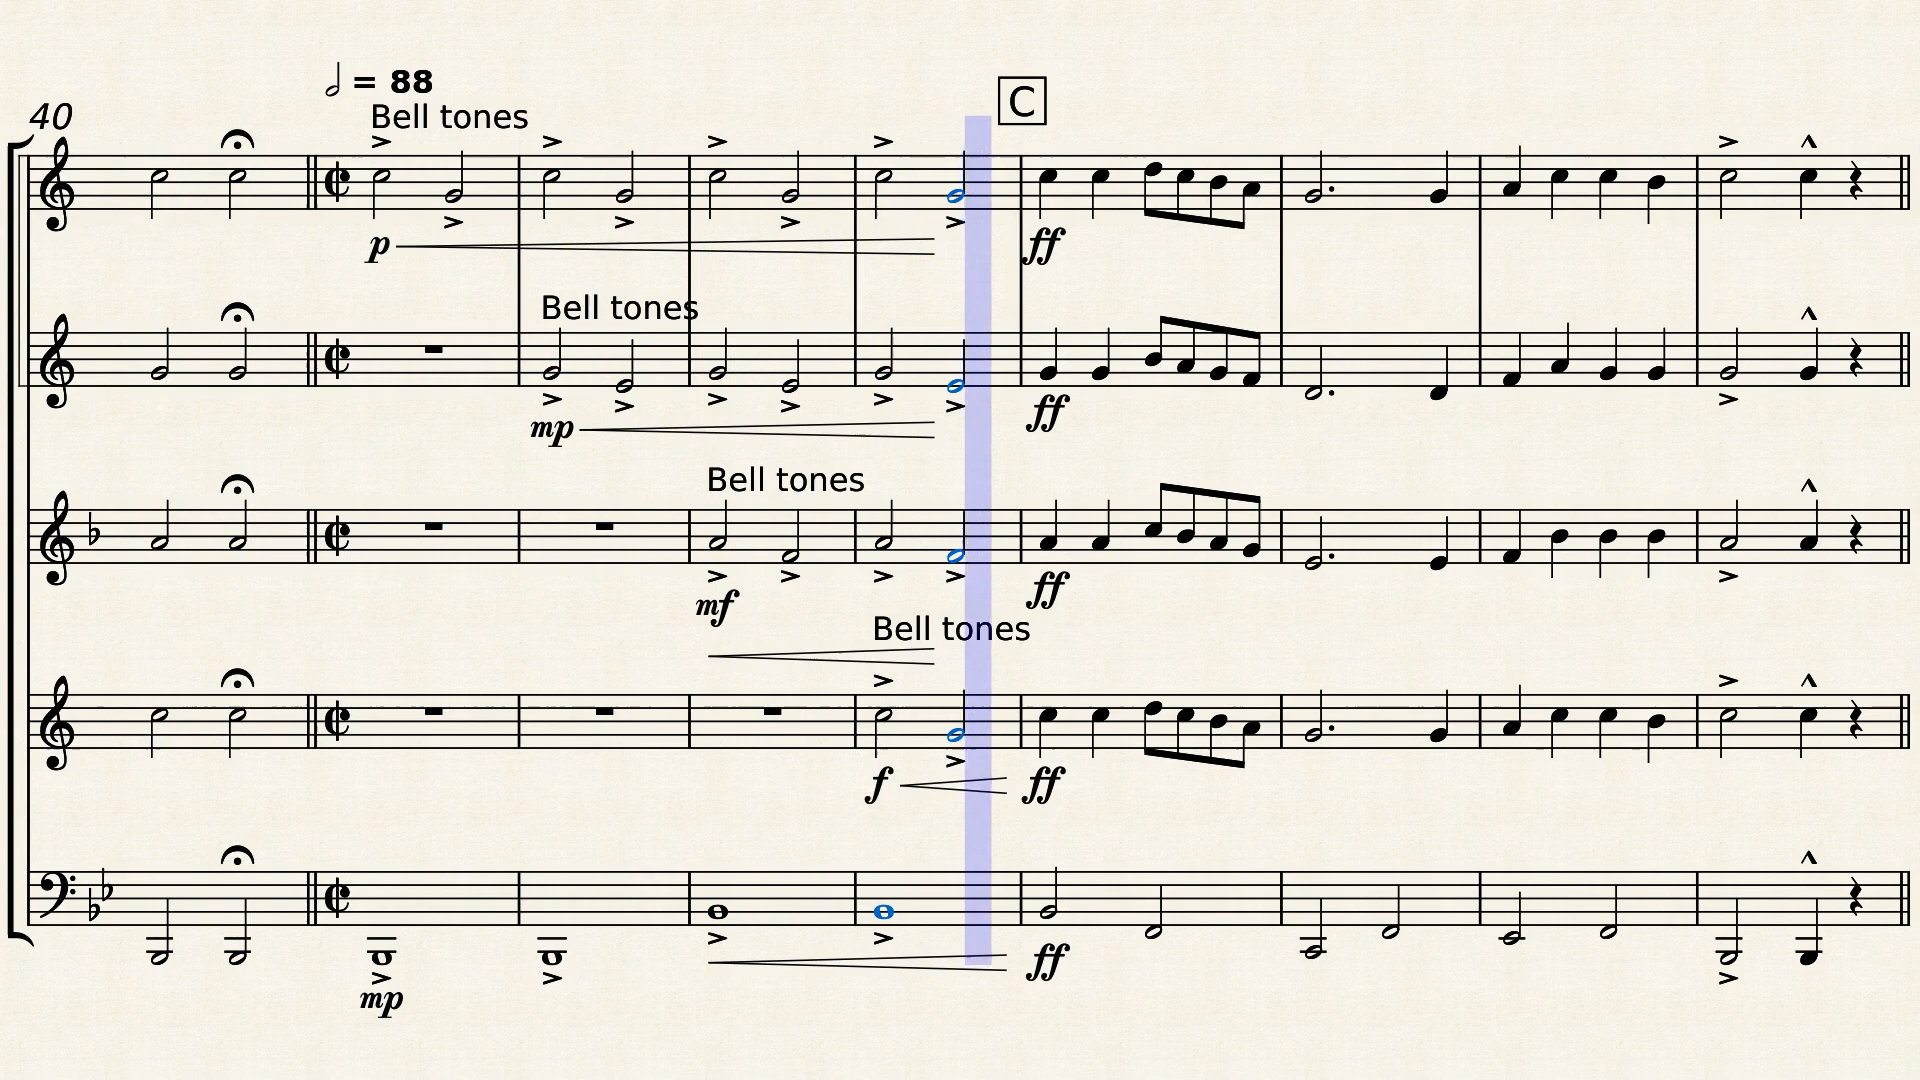 = 88
C
40
Bell tones
p
ff
Bell tones
mp
ff
Bell tones
mf
ff
Bell tones
f
ff
mp
ff